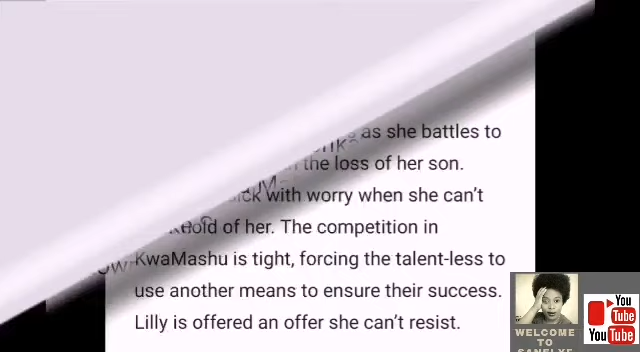 as she battles to
the loss of her son.
with worry when she can't
of her. The competition in
KwaMashu is tight, forcing the talent-less to
use another means to ensure their success.
Lilly is offered an offer she can't resist.
WELCOME
TO
You
Tube
YouTube